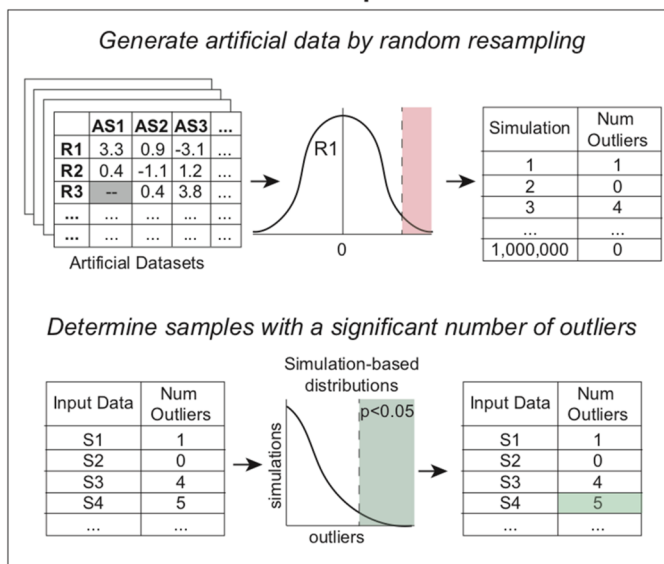 Generate artificial data by random resampling
AS1 AS2 AS3 ...
R1 3.3 0.9 -3.1 ...
R2 0.4 -1.1 1.2 ...
R3 -- 0.4 3.8 ...
... ... ... ... ...
... ... ... ... ...
Artificial Datasets
R1
0
Simulation Num
Outliers
1 1
2 0
3 4
... ...
1,000,000 0
Determine samples with a significant number of outliers
Input Data Num
Outliers
S1 1
S2 0
S3 4
S4 5
... ...
Simulation-based
distributions
p<0.05
simulations
outliers
Input Data Num
Outliers
S1 1
S2 0
S3 4
S4 5
... ...